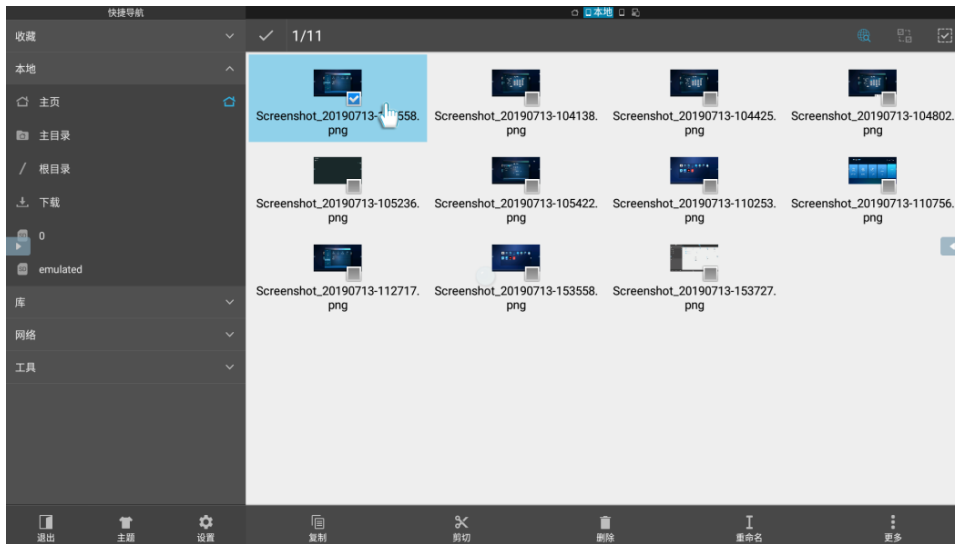 快捷导航
本地
收藏
1/11
本地
主页
主目录
/ 根目录
下载
0
emulated
库
网络
工具
Screenshot_20190713- 558.
png
Screenshot_20190713-104138.
png
Screenshot_20190713-104425.
png
Screenshot_20190713-104802.
png
Screenshot_20190713-105236.
png
Screenshot_20190713-105422.
png
Screenshot_20190713-110253.
png
Screenshot_20190713-110756.
png
Screenshot_20190713-112717.
png
Screenshot_20190713-153558.
png
Screenshot_20190713-153727.
png
退出
主题
设置
复制
剪切
删除
重命名
更多